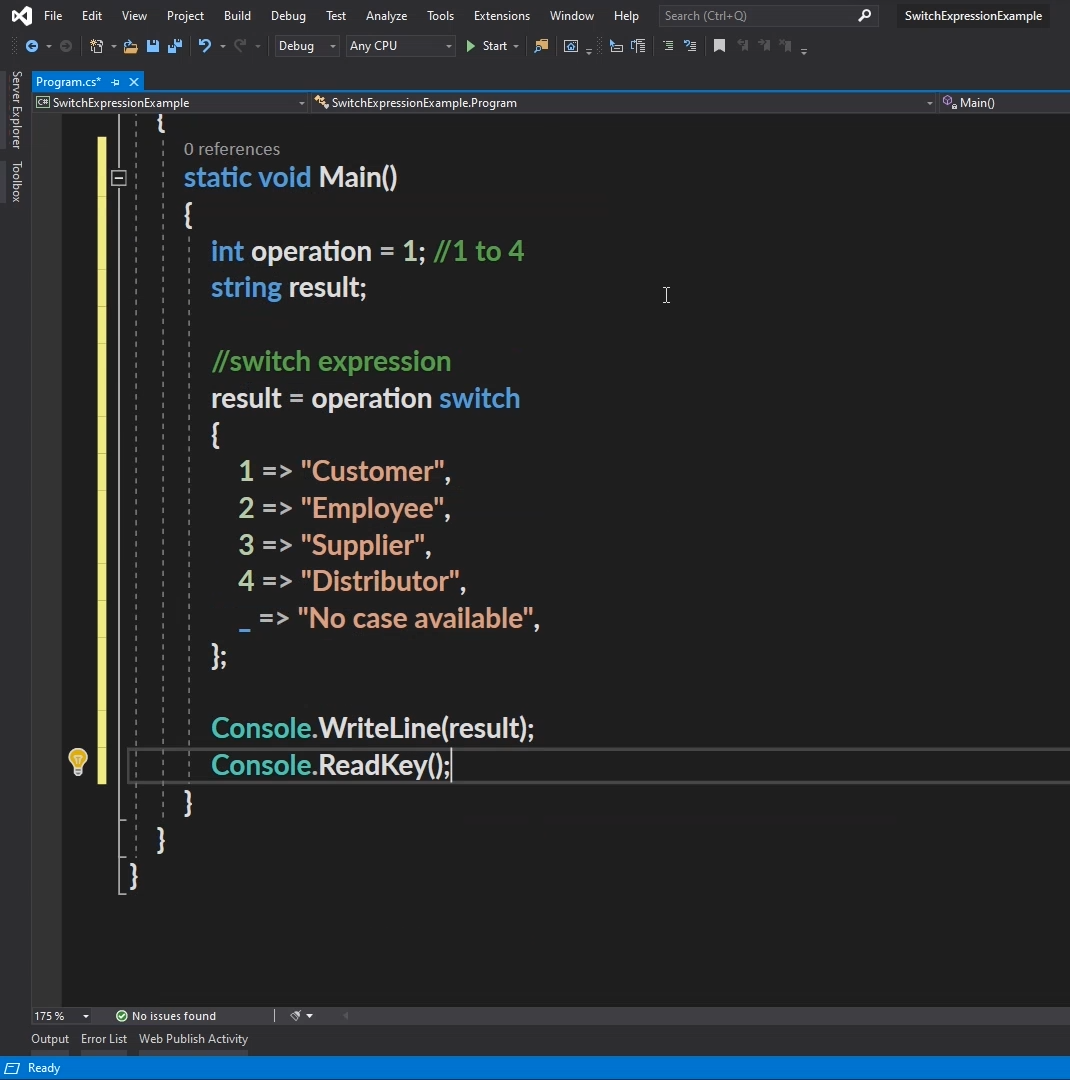 File Edit View Project Build Debug Test Analyze Tools Extensions Window Help Search (Ctrl+Q) SwitchExpressionExample
Debug Any CPU Start
Program.cs*
SwitchExpressionExample SwitchExpressionExample.Program Main()
Server Explorer
Toolbox
{
0 references
static void Main()
{
int operation = 1; //1 to 4
string result;
//switch expression
result = operation switch
{
1 => "Customer",
2 => "Employee",
3 => "Supplier",
4 => "Distributor",
_ => "No case available",
};
Console.WriteLine(result);
Console.ReadKey();
}
}
}
175 % No issues found
Output Error List Web Publish Activity
Ready